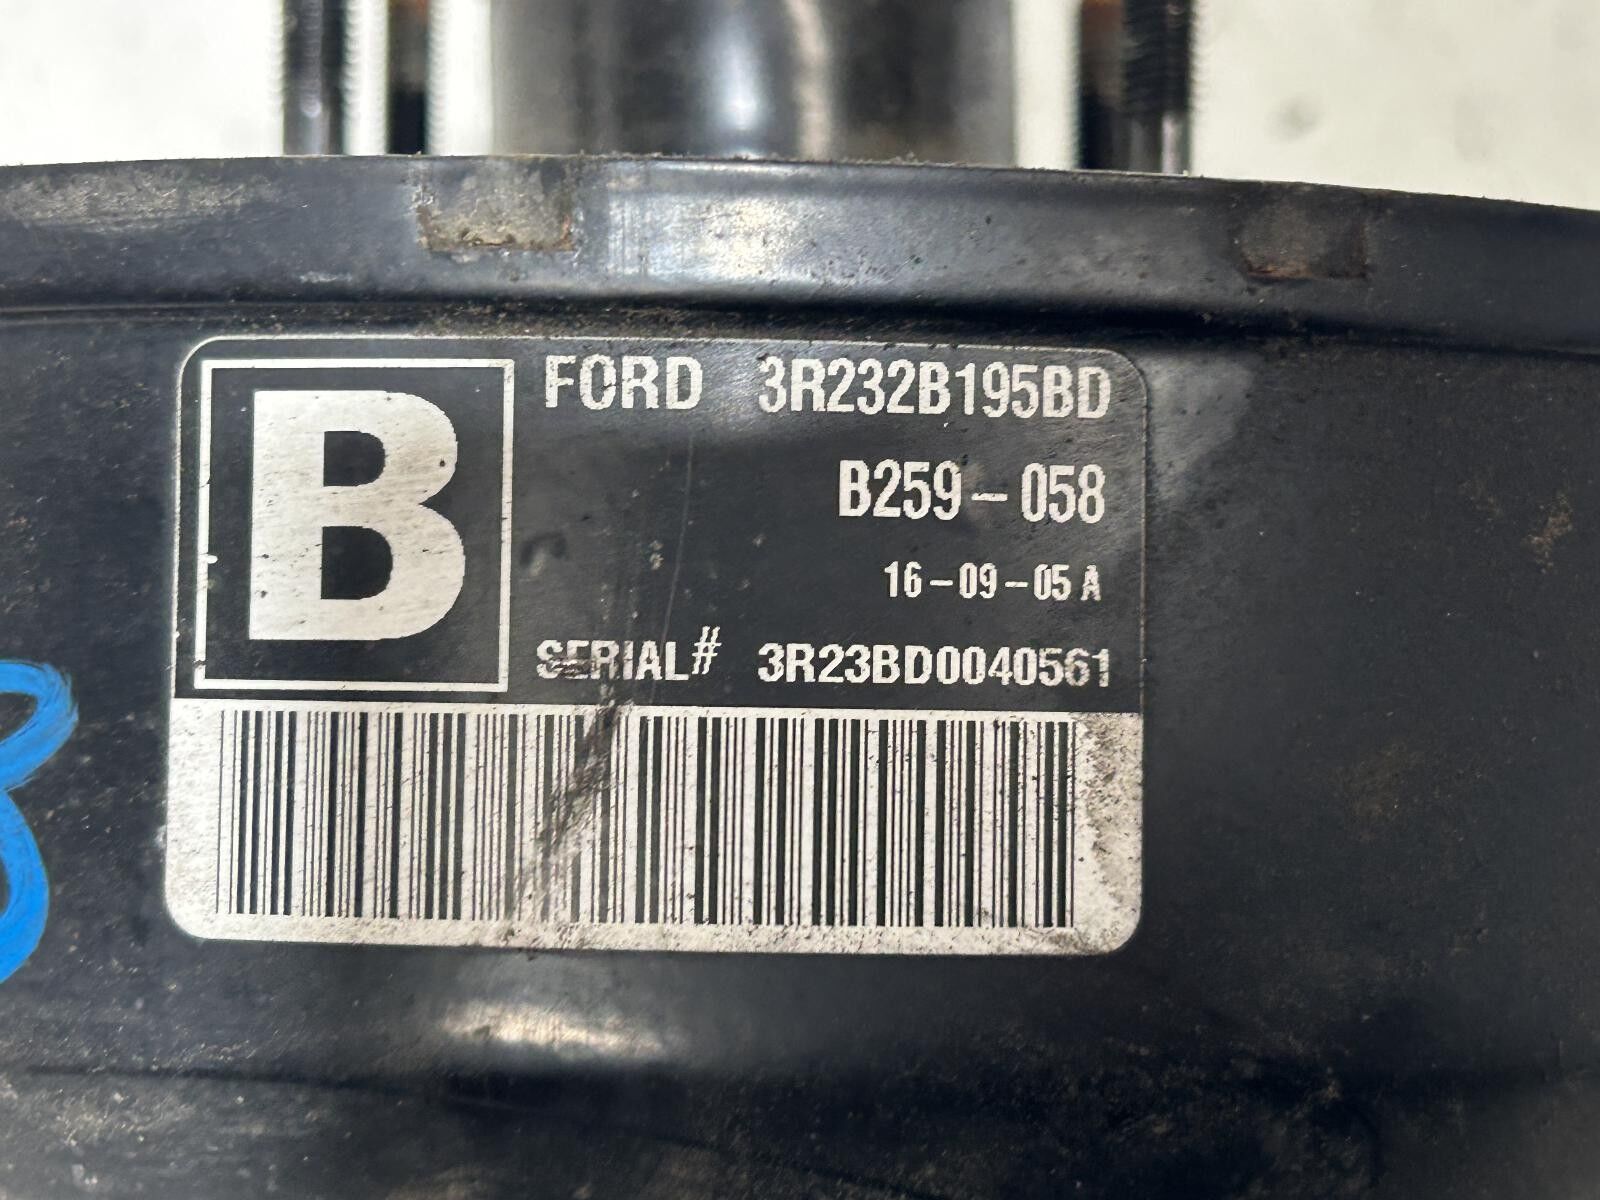 B
FORD 3R232B195BD
B259-058
16-09-05 A
SERIAL# 3R23BD0040561